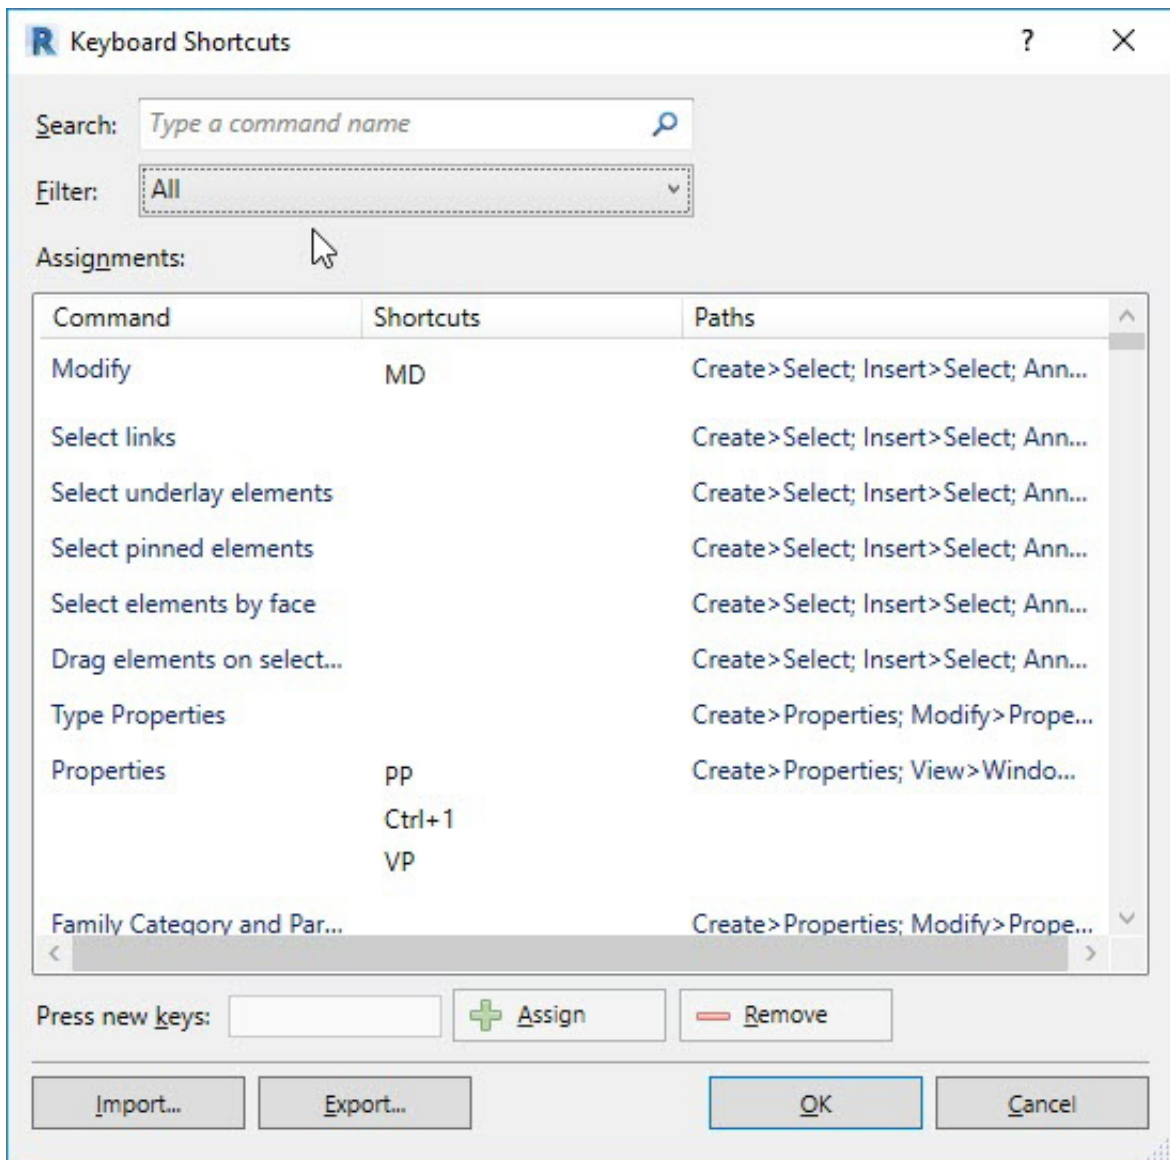 R Keyboard Shortcuts ?
Search: Type a command name
Filter: All
Assignments:
Command Shortcuts Paths
Modify MD Create>Select; Insert>Select; Ann...
Select links Create>Select; Insert>Select; Ann...
Select underlay elements Create>Select; Insert>Select; Ann...
Select pinned elements Create>Select; Insert>Select; Ann...
Select elements by face Create>Select; Insert>Select; Ann...
Drag elements on select... Create>Select; Insert>Select; Ann...
Type Properties Create>Properties; Modify>Prope...
Properties PP Create>Properties; View>Windo...
Ctrl+1
VP
Family Category and Par... Create>Properties; Modify>Prope...
Press new keys: Assign Remove
Import... Export... OK Cancel